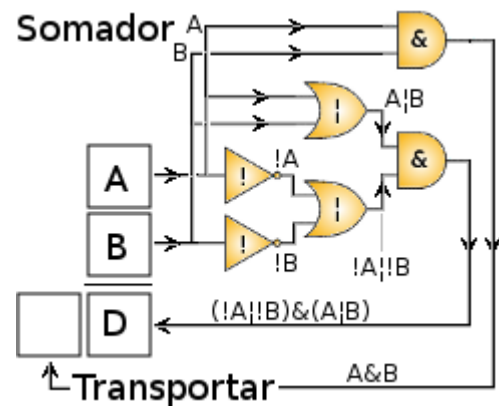 Somador
A
B
&
¦
A¦B
&
!
!A
¦
!
!B
!A¦!B
A
B
D
(!A¦!B)&(A¦B)
Transportar
A&B